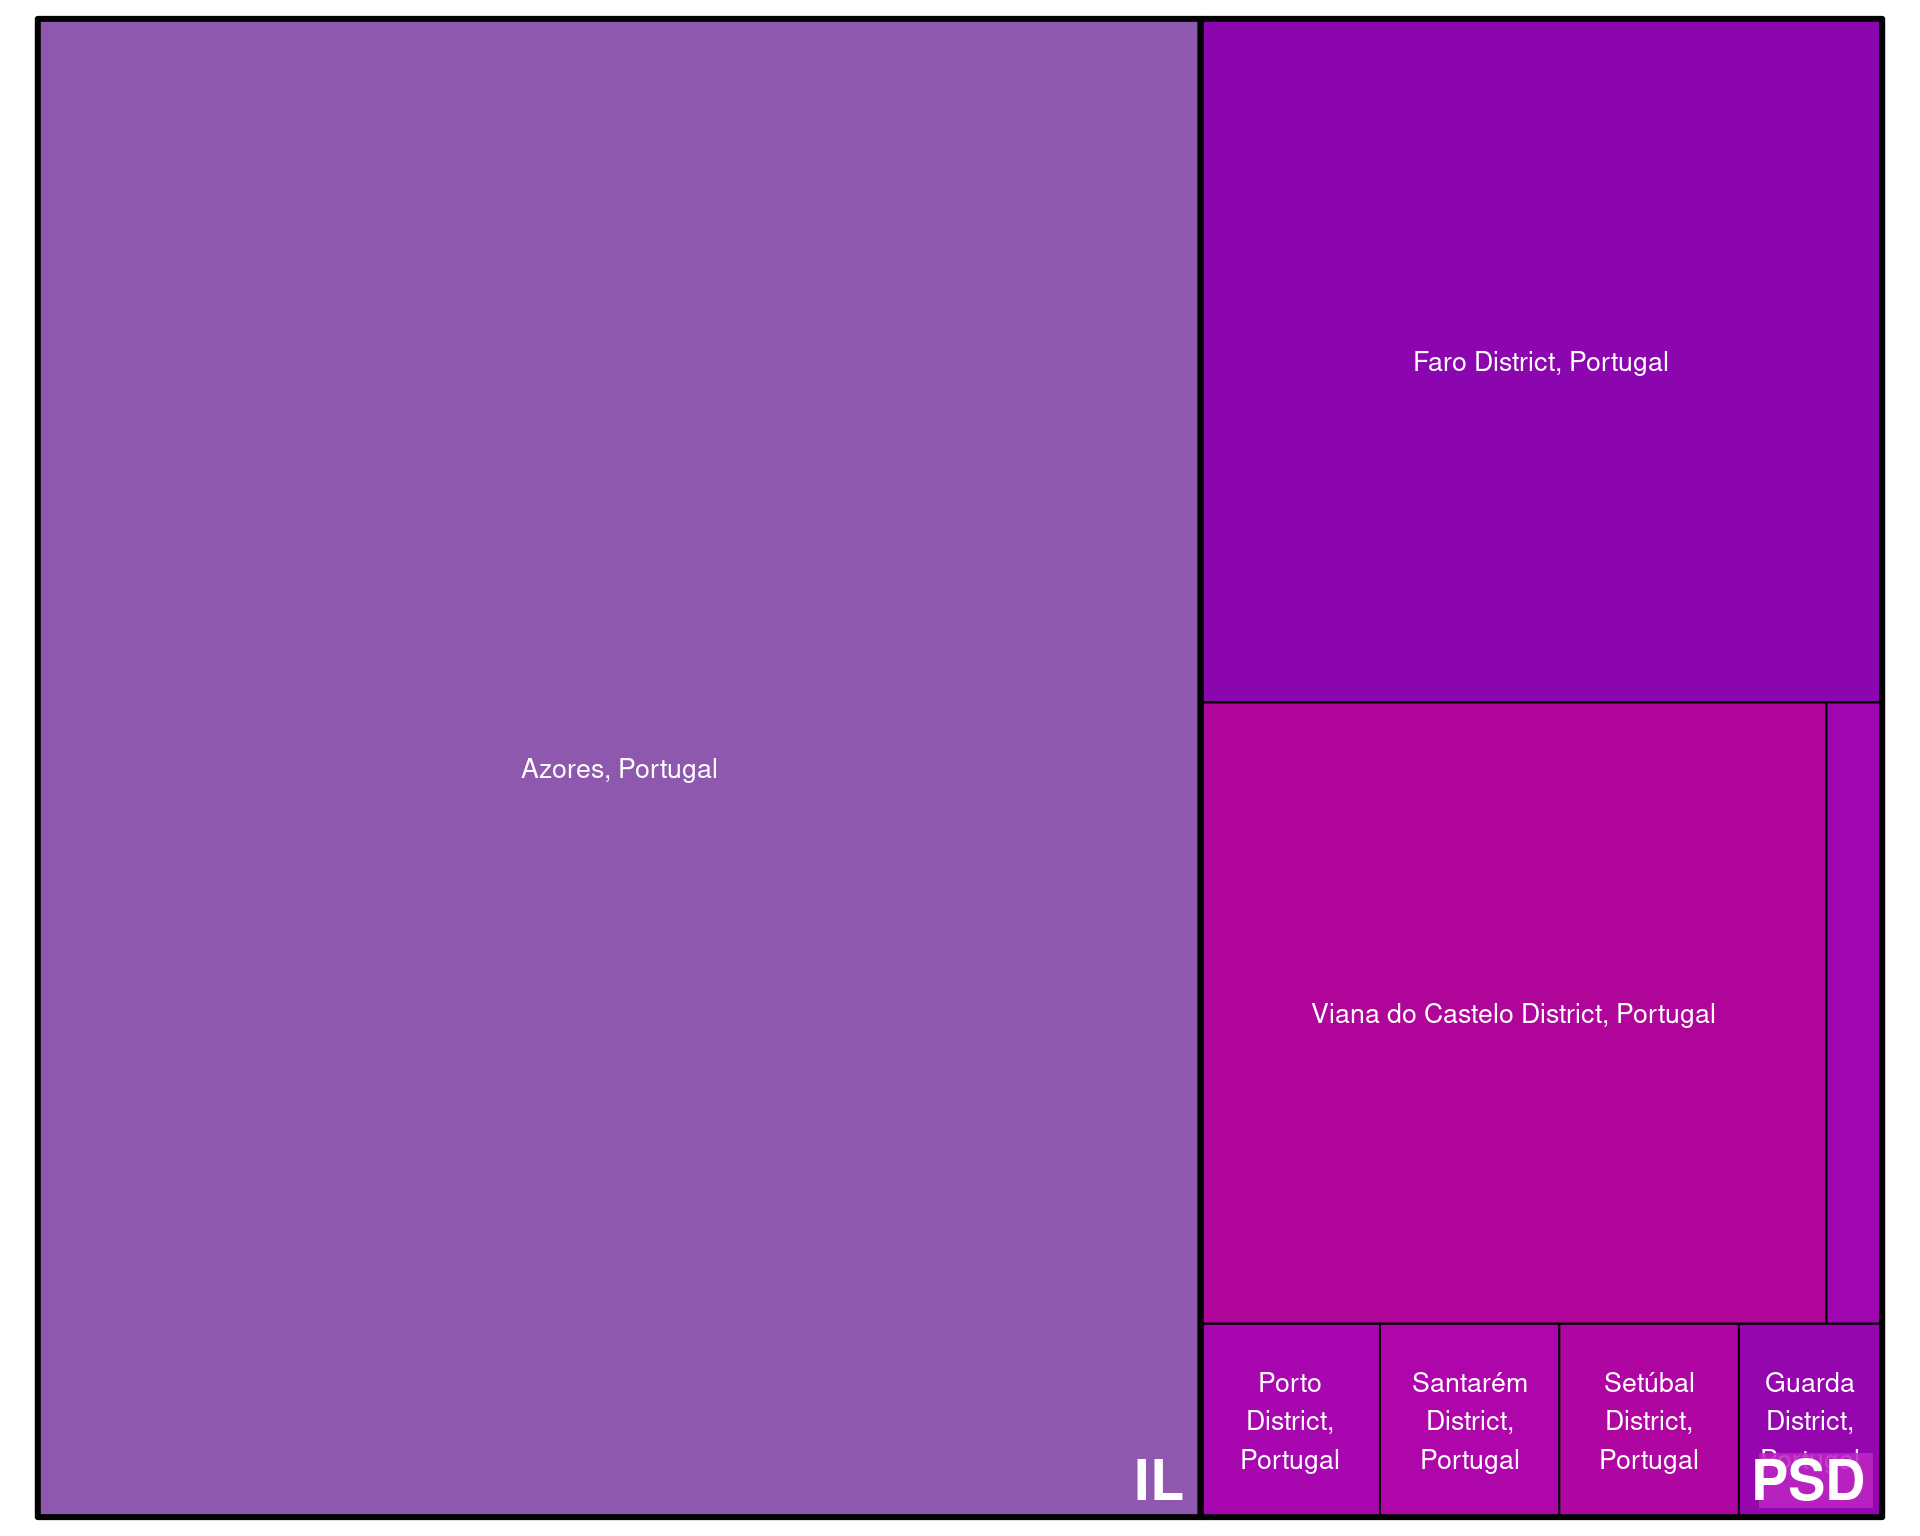 Azores, Portugal
IL
Faro District, Portugal
Viana do Castelo District, Portugal
Porto
District,
Portugal
Santarém
District,
Portugal
Setúbal
District,
Portugal
Guarda
District,
Portugal
PSD